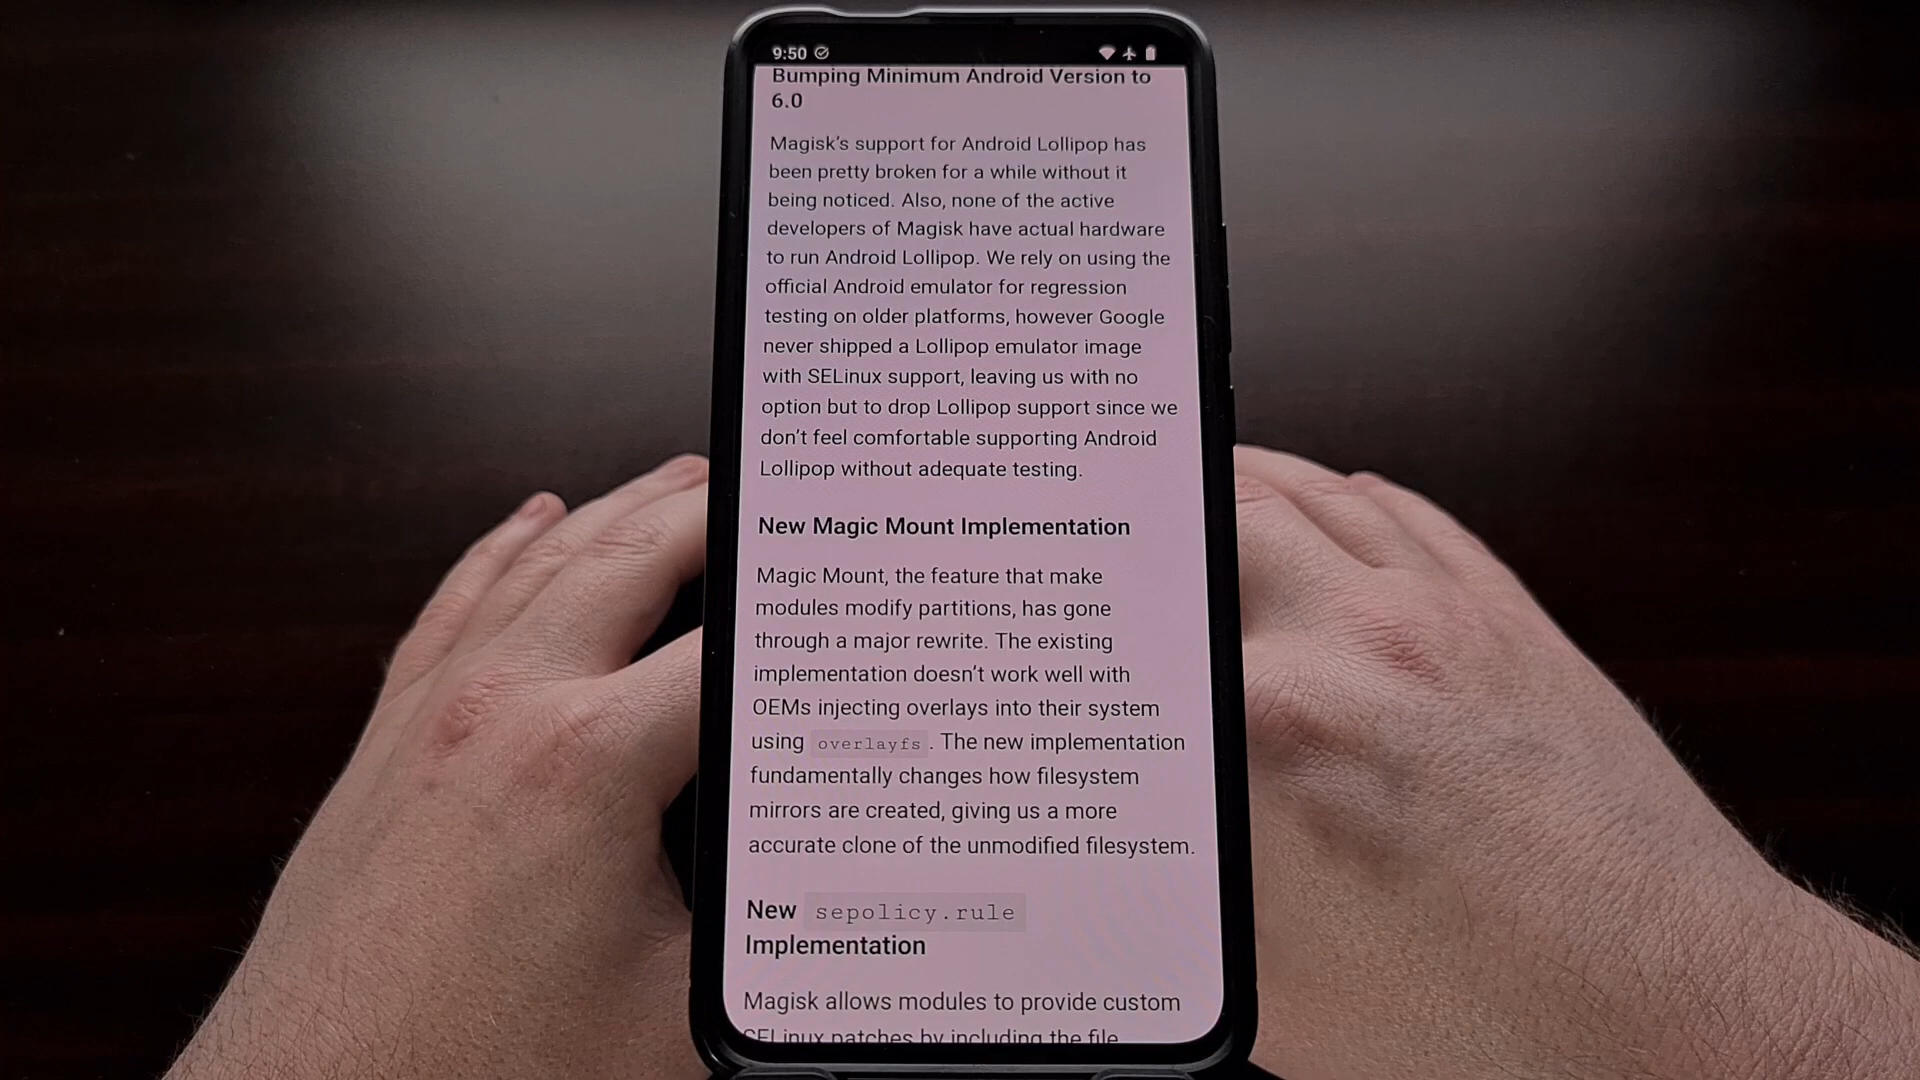 9:50
Bumping Minimum Android Version to
6.0
Magisk's support for Android Lollipop has
been pretty broken for a while without it
being noticed. Also, none of the active
developers of Magisk have actual hardware
to run Android Lollipop. We rely on using the
official Android emulator for regression
testing on older platforms, however Google
never shipped a Lollipop emulator image
with SELinux support, leaving us with no
option but to drop Lollipop support since we
don't feel comfortable supporting Android
Lollipop without adequate testing.
New Magic Mount Implementation
Magic Mount, the feature that make
modules modify partitions, has gone
through a major rewrite. The existing
implementation doesn't work well with
OEMs injecting overlays into their system
using overlayfs. The new implementation
fundamentally changes how filesystem
mirrors are created, giving us a more
accurate clone of the unmodified filesystem.
New sepolicy.rule
Implementation
Magisk allows modules to provide custom
SELinux patches by including the file